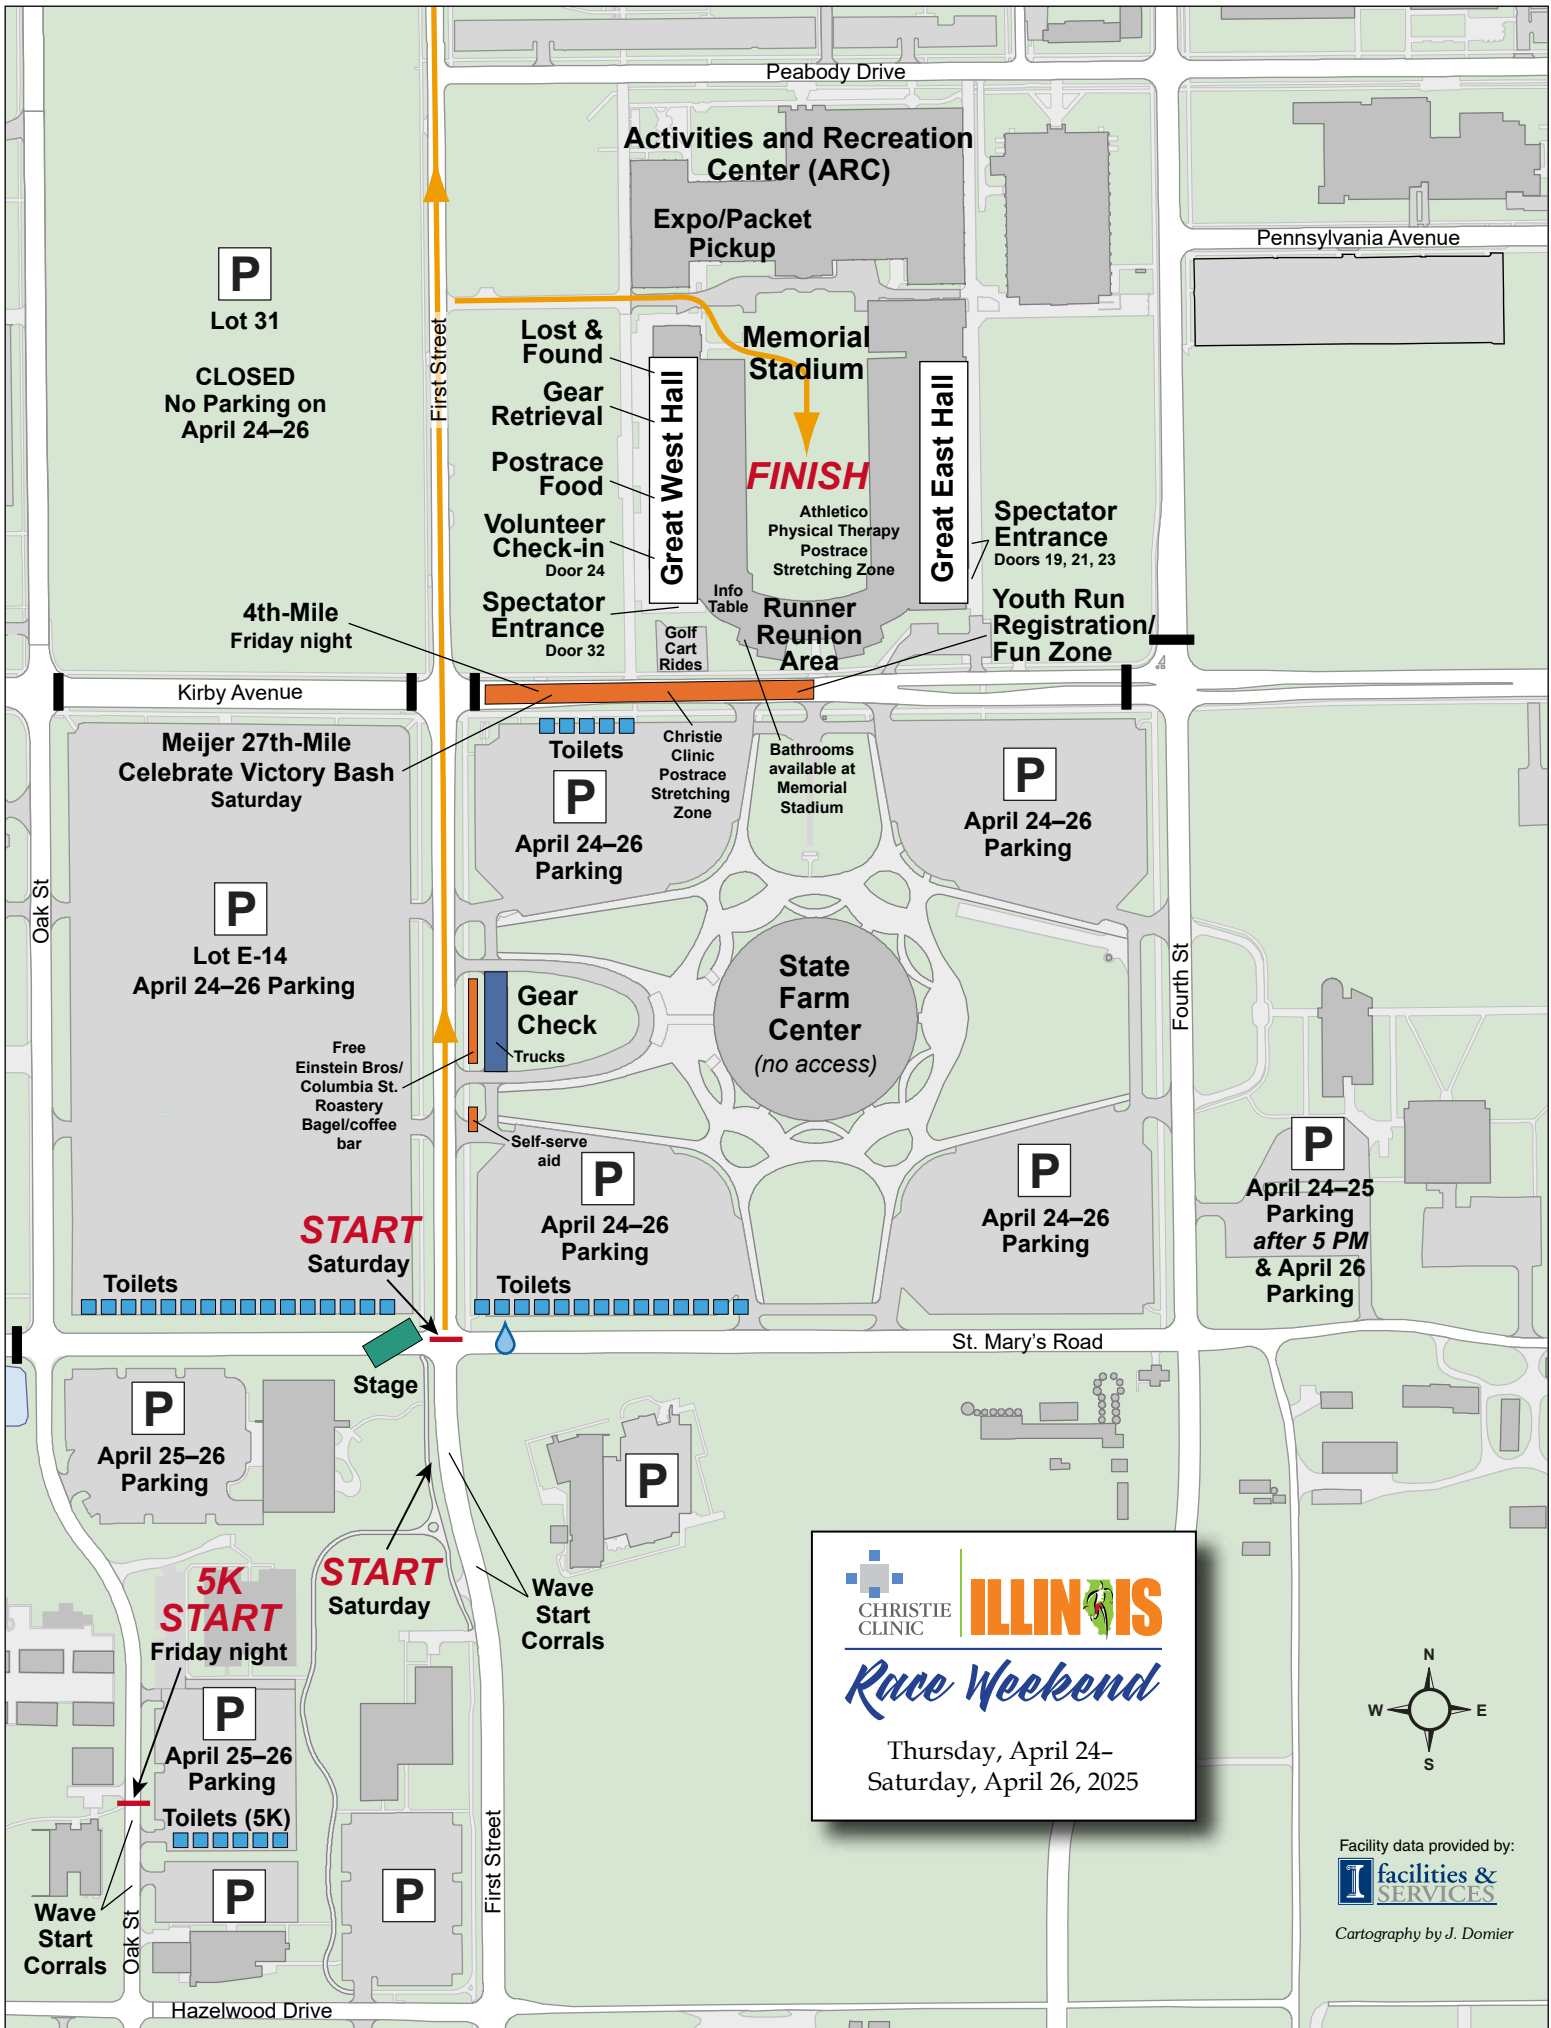 Peabody Drive
Activities and Recreation
Center (ARC)
Expo/Packet
Pickup
Pennsylvania Avenue
P
Lot 31
CLOSED
No Parking on
April 24–26
First Street
Lost &
Found
Gear
Retrieval
Postrace
Food
Volunteer
Check-in
Door 24
Spectator
Entrance
Door 32
Great West Hall
Memorial
Stadium
FINISH
Athletico
Physical Therapy
Postrace
Stretching Zone
Great East Hall
Spectator
Entrance
Doors 19, 21, 23
Info
Table
Runner
Reunion
Area
Golf
Cart
Rides
Youth Run
Registration/
Fun Zone
4th-Mile
Friday night
Kirby Avenue
Meijer 27th-Mile
Celebrate Victory Bash
Saturday
Toilets
P
April 24–26
Parking
Christie
Clinic
Postrace
Stretching
Zone
Bathrooms
available at
Memorial
Stadium
P
April 24–26
Parking
Oak St
P
Lot E-14
April 24–26 Parking
Gear
Check
Trucks
State
Farm
Center
(no access)
Fourth St
Free
Einstein Bros/
Columbia St.
Roastery
Bagel/coffee
bar
Self-serve
aid
P
April 24–26
Parking
P
April 24–26
Parking
P
April 24–25
Parking
after 5 PM
& April 26
Parking
START
Saturday
Toilets
Toilets
St. Mary's Road
Stage
P
April 25–26
Parking
P
START
Saturday
Wave
Start
Corrals
5K
START
Friday night
P
April 25–26
Parking
Toilets (5K)
P
P
First Street
Wave
Start
Corrals
Oak St
Hazelwood Drive
CHRISTIE
CLINIC
ILLINOIS
Race Weekend
Thursday, April 24–
Saturday, April 26, 2025
N
W
E
S
Facility data provided by:
I
facilities &
SERVICES
Cartography by J. Domier